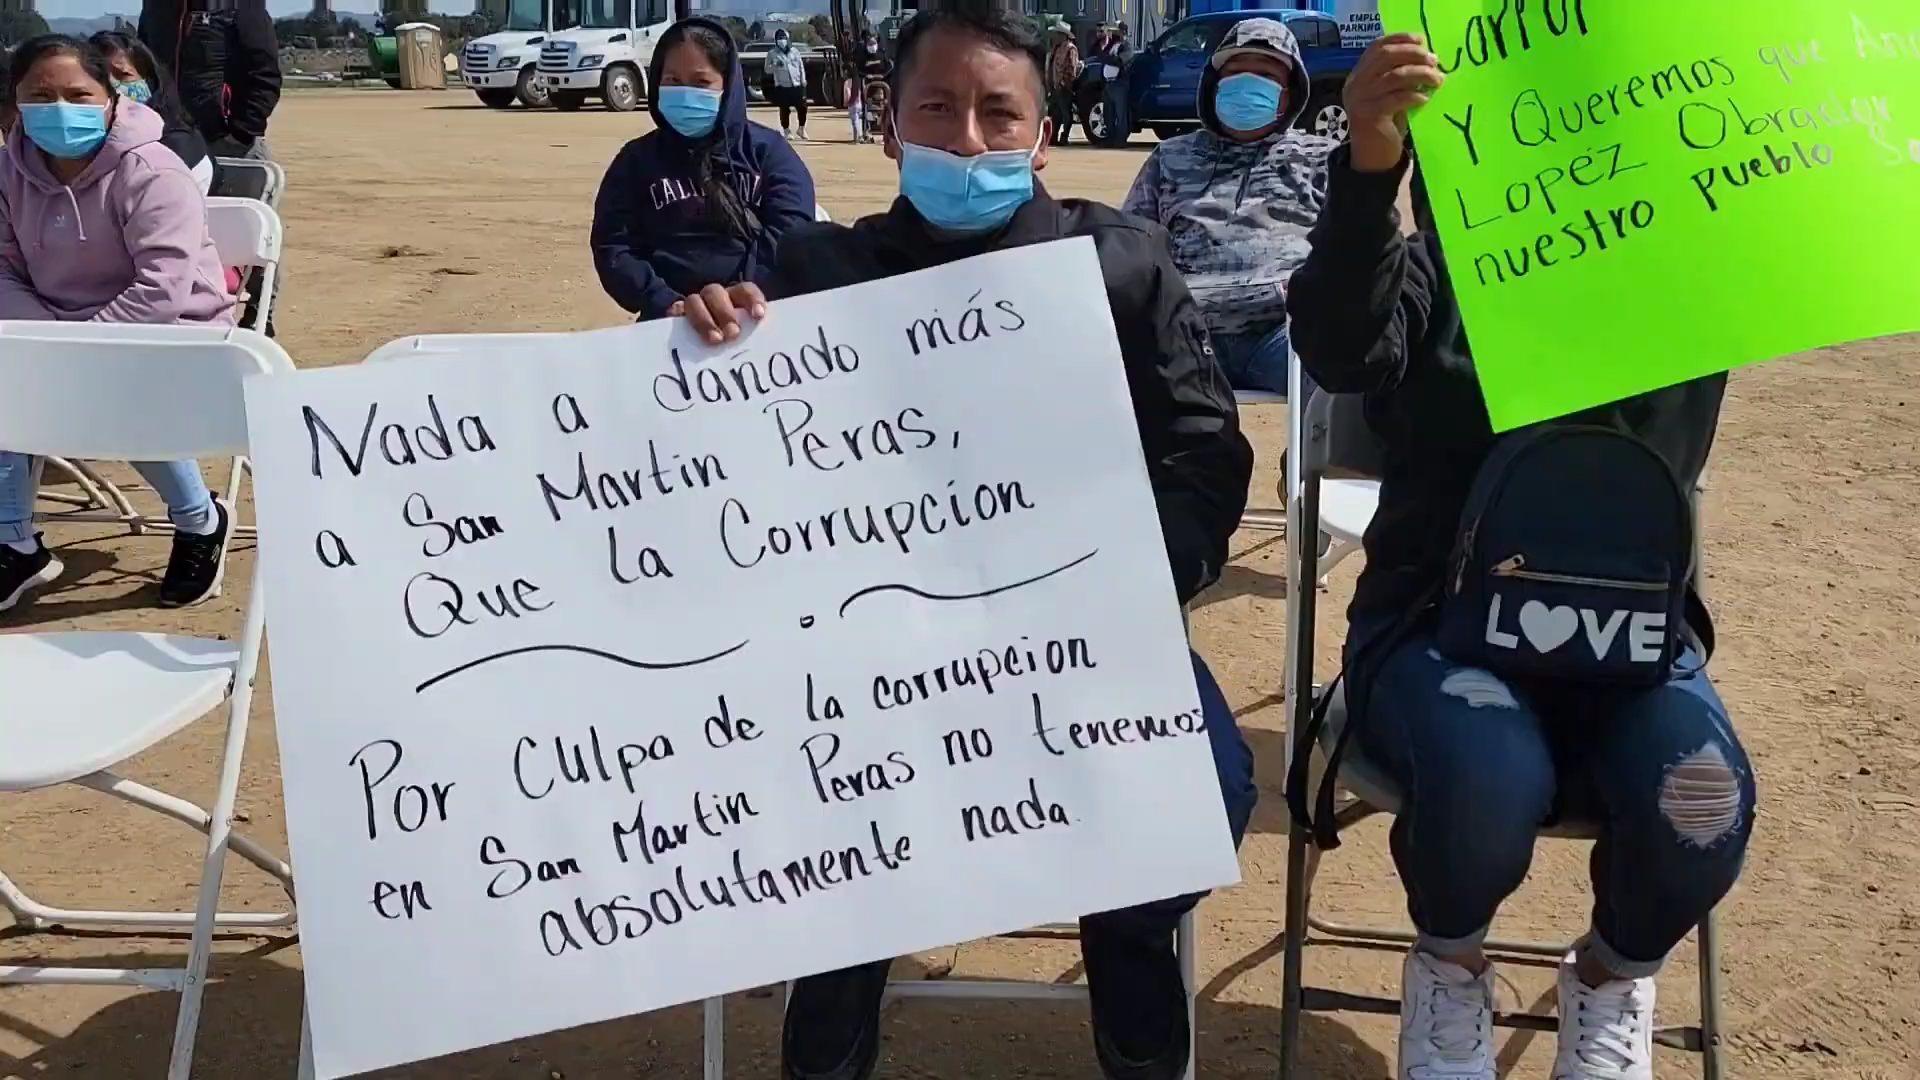 Nada a dañado más
a San Martin Peras,
Que la Corrupcion
Por Culpa de la corrupcion
en San Martin Peras no tenemos
absolutamente nada.
Y Queremos que
Lopez Obrador
nuestro pueblo
LOVE
PARKING